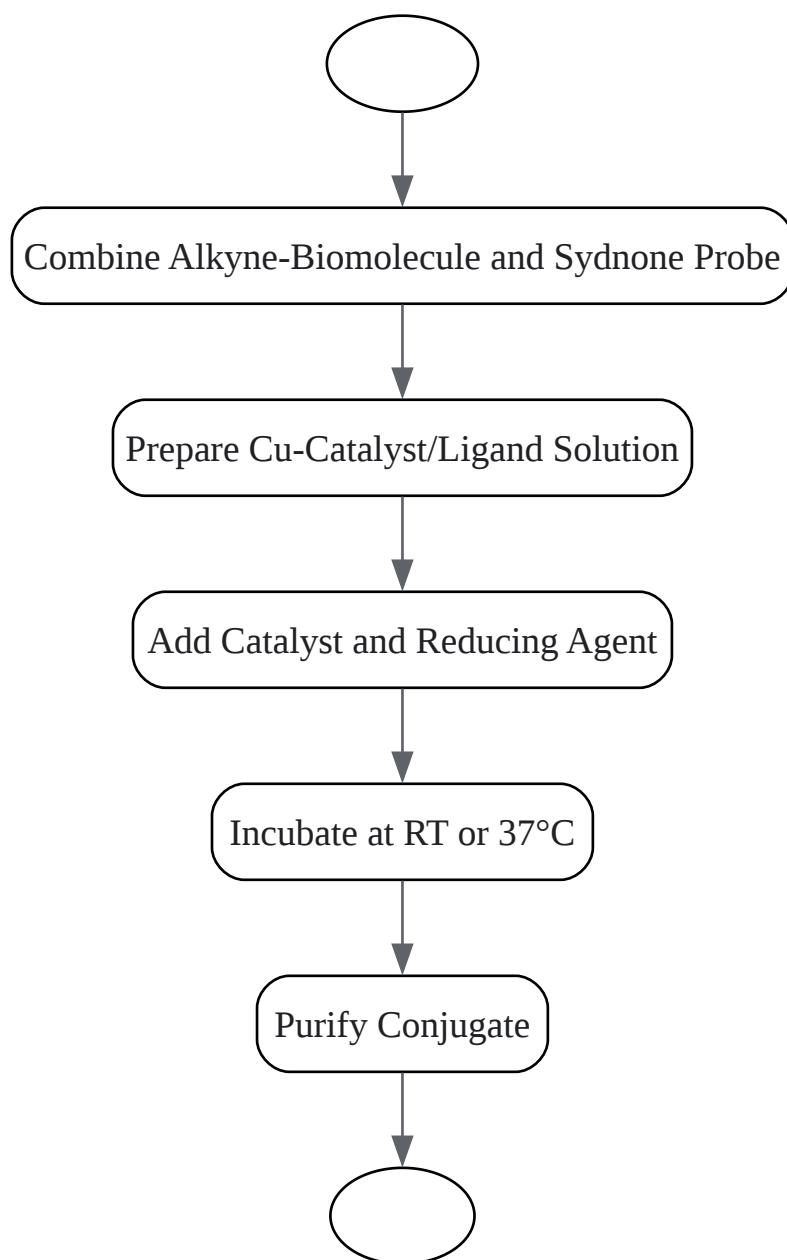 Combine Alkyne-Biomolecule and Sydnone Probe
Prepare Cu-Catalyst/Ligand Solution
Add Catalyst and Reducing Agent
Incubate at RT or 37°C
Purify Conjugate